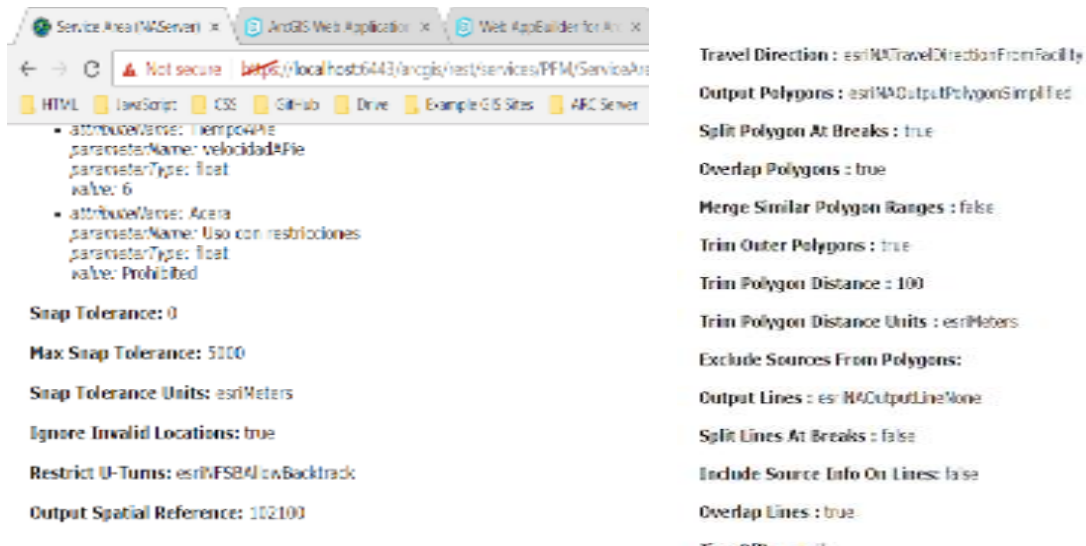 Service Area (NAServer) ×
ArcGIS Web Application ×
Web AppBuilder for Arc ×
Not secure | https://localhost:6443/arcgis/rest/services/PFM/ServiceAre
HTML JavaScript CSS GitHub Drive Example GIS Sites ARC Server
• attributeName: TiempoAPie
parameterName: velocidadAPie
parameterType: float
value: 6
• attributeName: Acera
parameterName: Uso con restricciones
parameterType: float
value: Prohibited
Snap Tolerance: 0
Max Snap Tolerance: 5000
Snap Tolerance Units: esriMeters
Ignore Invalid Locations: true
Restrict U-Turns: esriNFSBAllowBacktrack
Output Spatial Reference: 102100
Travel Direction : esriNATravelDirectionFromFacility
Output Polygons : esriNAOutputPolygonSimplified
Split Polygon At Breaks : true
Overlap Polygons : true
Merge Similar Polygon Ranges : false
Trim Outer Polygons : true
Trim Polygon Distance : 100
Trim Polygon Distance Units : esriMeters
Exclude Sources From Polygons:
Output Lines : esriNAOutputLineNone
Split Lines At Breaks : false
Include Source Info On Lines: false
Overlap Lines : true